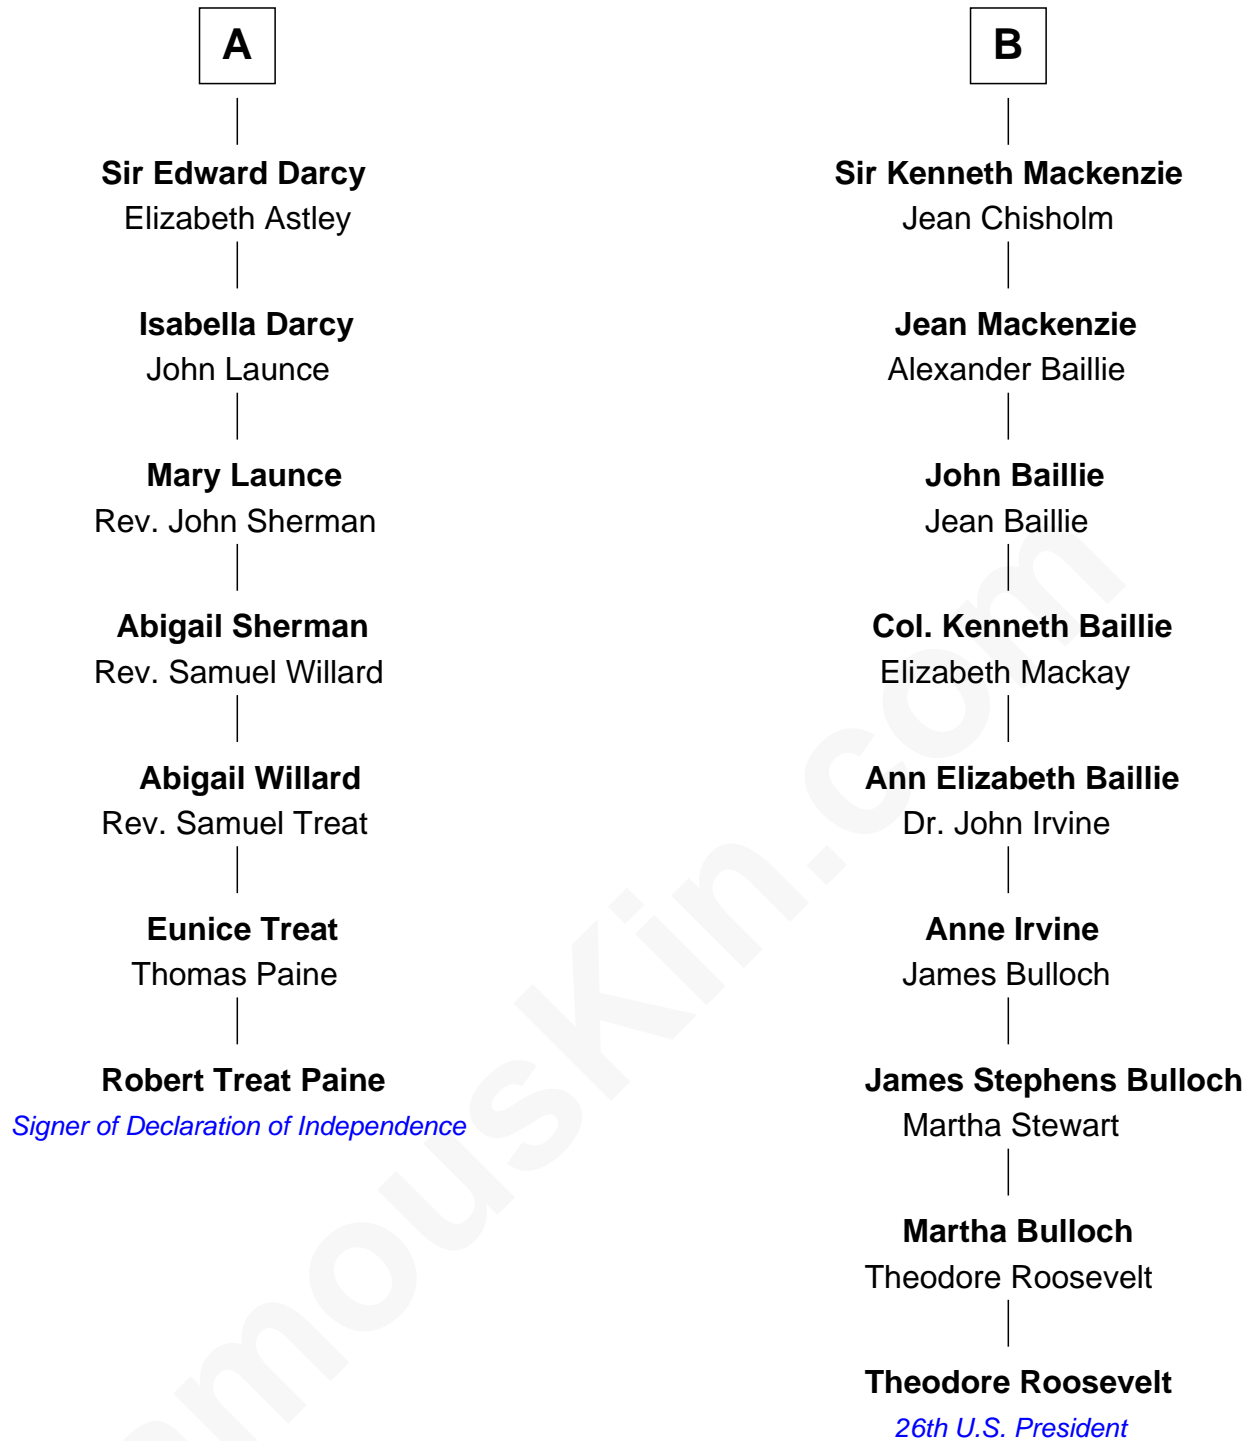 A
Sir Edward Darcy
Elizabeth Astley
Isabella Darcy
John Launce
Mary Launce
Rev. John Sherman
Abigail Sherman
Rev. Samuel Willard
Abigail Willard
Rev. Samuel Treat
Eunice Treat
Thomas Paine
Robert Treat Paine
Signer of Declaration of Independence
B
Sir Kenneth Mackenzie
Jean Chisholm
Jean Mackenzie
Alexander Baillie
John Baillie
Jean Baillie
Col. Kenneth Baillie
Elizabeth Mackay
Ann Elizabeth Baillie
Dr. John Irvine
Anne Irvine
James Bulloch
James Stephens Bulloch
Martha Stewart
Martha Bulloch
Theodore Roosevelt
Theodore Roosevelt
26th U.S. President
amousKin.com